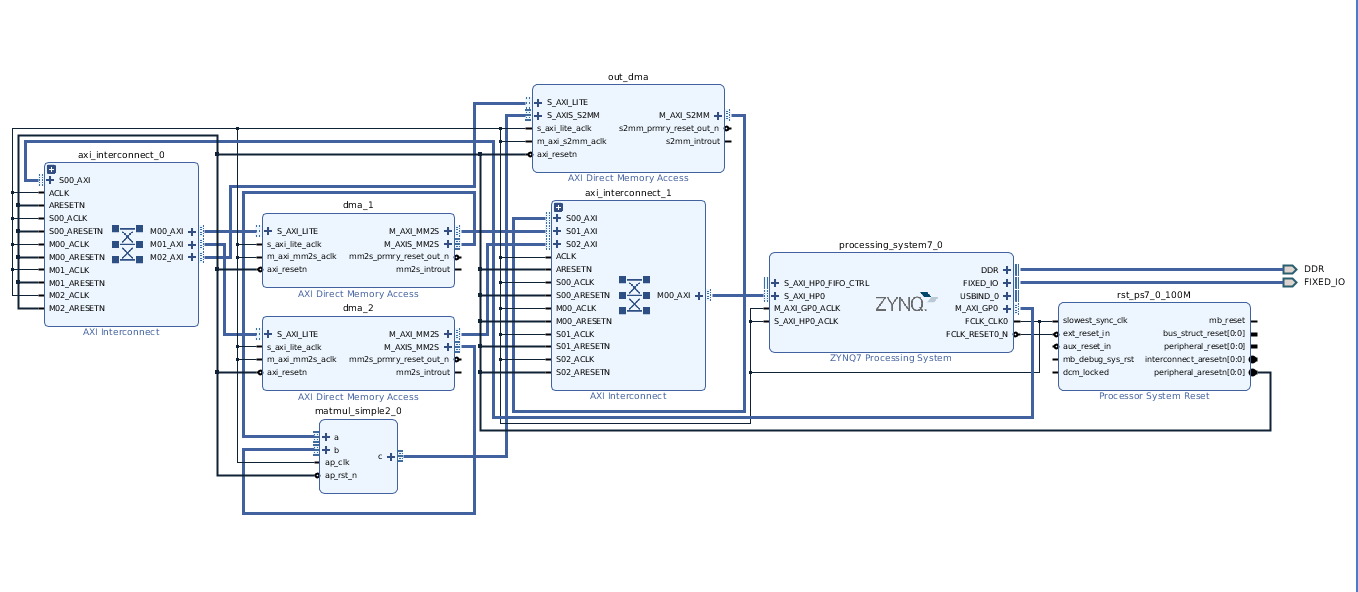 out_dma
S_AXI_LITE
S_AXIS_S2MM
s_axi_lite_aclk
m_axi_s2mm_aclk
axi_resetn
M_AXI_S2MM
s2mm_prmry_reset_out_n
s2mm_introut
AXI Direct Memory Access
axi_interconnect_0
S00_AXI
ACLK
ARESETN
S00_ACLK
S00_ARESETN
M00_ACLK
M00_ARESETN
M01_ACLK
M01_ARESETN
M02_ACLK
M02_ARESETN
M00_AXI
M01_AXI
M02_AXI
AXI Interconnect
dma_1
S_AXI_LITE
s_axi_lite_aclk
m_axi_mm2s_aclk
axi_resetn
M_AXI_MM2S
M_AXIS_MM2S
mm2s_prmry_reset_out_n
mm2s_introut
AXI Direct Memory Access
dma_2
S_AXI_LITE
s_axi_lite_aclk
m_axi_mm2s_aclk
axi_resetn
M_AXI_MM2S
M_AXIS_MM2S
mm2s_prmry_reset_out_n
mm2s_introut
AXI Direct Memory Access
matmul_simple2_0
a
b
ap_clk
ap_rst_n
c
axi_interconnect_1
S00_AXI
S01_AXI
S02_AXI
ACLK
ARESETN
S00_ACLK
S00_ARESETN
M00_ACLK
M00_ARESETN
S01_ACLK
S01_ARESETN
S02_ACLK
S02_ARESETN
M00_AXI
AXI Interconnect
processing_system7_0
S_AXI_HP0_FIFO_CTRL
S_AXI_HP0
M_AXI_GP0_ACLK
S_AXI_HP0_ACLK
ZYNQ
DDR
FIXED_IO
USBIND_0
M_AXI_GP0
FCLK_CLK0
FCLK_RESET0_N
ZYNQ7 Processing System
rst_ps7_0_100M
slowest_sync_clk
ext_reset_in
aux_reset_in
mb_debug_sys_rst
dcm_locked
mb_reset
bus_struct_reset[0:0]
peripheral_reset[0:0]
interconnect_aresetn[0:0]
peripheral_aresetn[0:0]
Processor System Reset
DDR
FIXED_IO